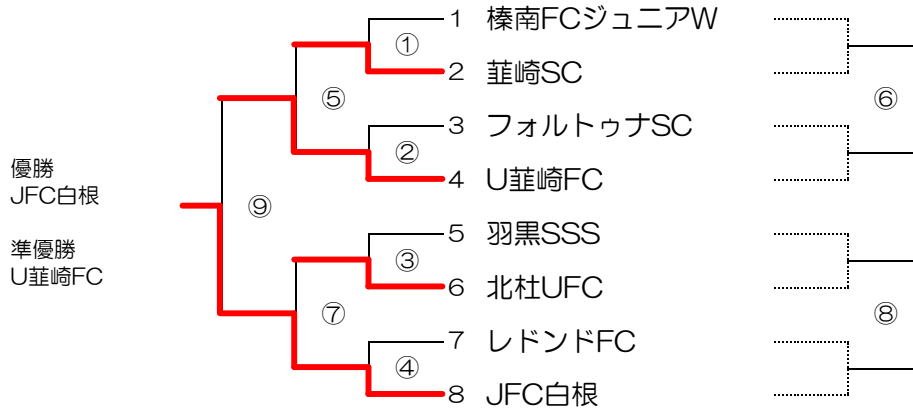 1 榛南FCジュニアW
①
2 韮崎SC
⑤
⑥
3 フォルトゥナSC
②
4 U韮崎FC
優勝
JFC白根
⑨
準優勝
U韮崎FC
5 羽黒SSS
③
6 北杜UFC
⑦
⑧
7 レドンドFC
④
8 JFC白根